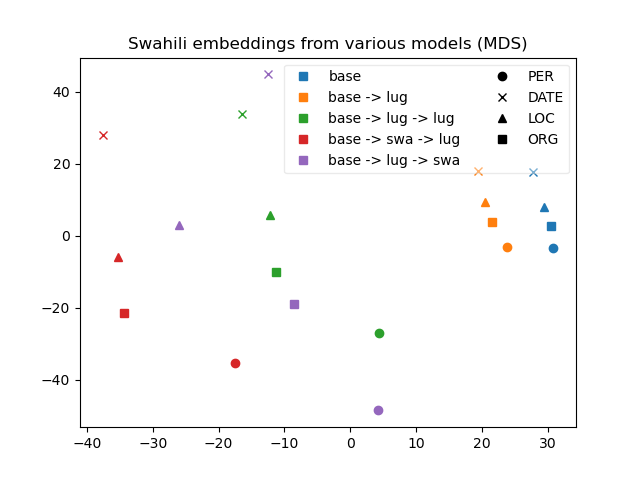 Swahili embeddings from various models (MDS)
base
base -> lug
base -> lug -> lug
base -> swa -> lug
base -> lug -> swa
PER
DATE
LOC
ORG
40
20
0
−20
−40
−40 −30 −20 −10 0 10 20 30